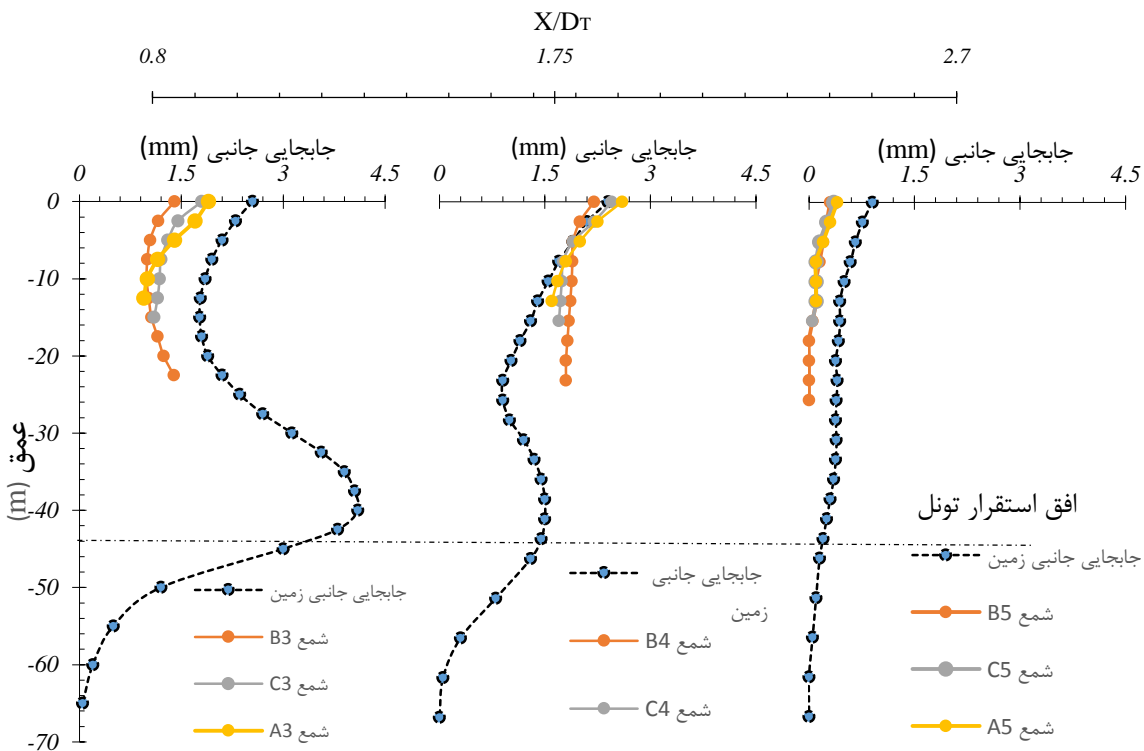 X/DT
0.8 1.75 2.7
جابجایی جانبی (mm)
0 1.5 3 4.5
جابجایی جانبی (mm)
0 1.5 3 4.5
جابجایی جانبی (mm)
0 1.5 3 4.5
0
-10
-20
-30
-40
-50
-60
-70
عمق (m)
افق استقرار تونل
جابجایی جانبی زمین
شمع B3
شمع C3
شمع A3
جابجایی جانبی
زمین
شمع B4
شمع C4
جابجایی جانبی زمین
شمع B5
شمع C5
شمع A5